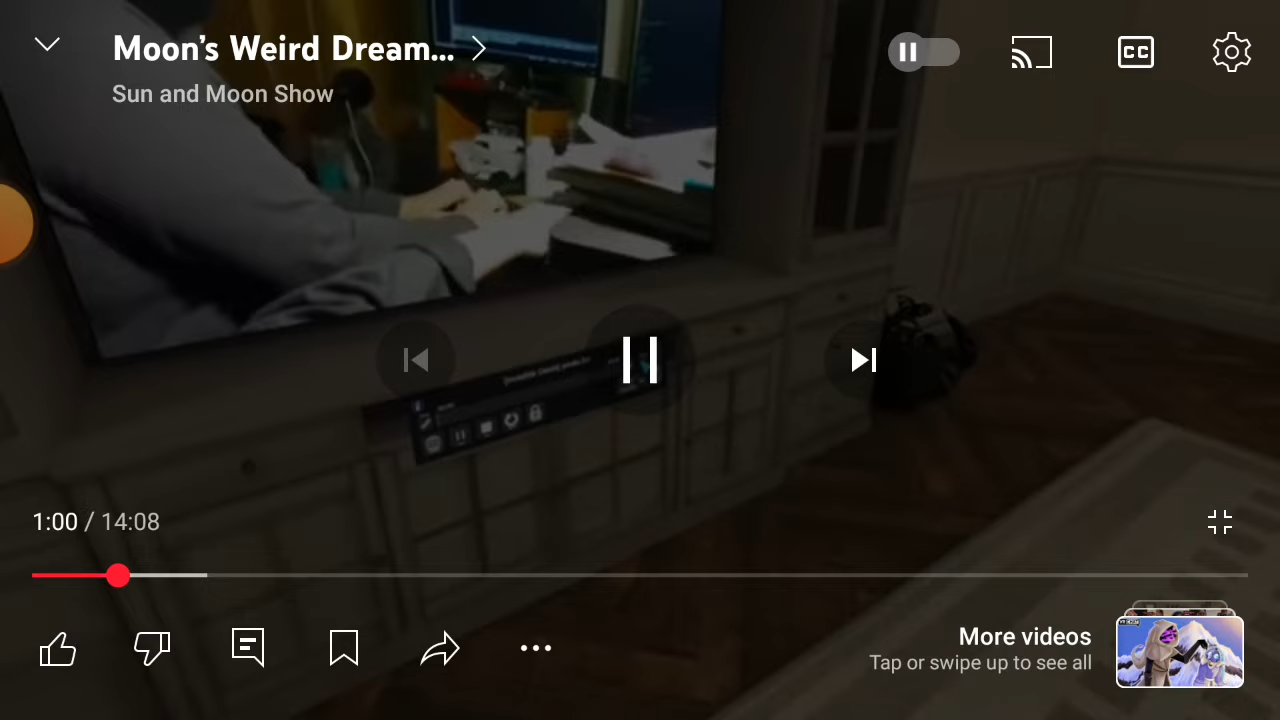 Moon's Weird Dream...
Sun and Moon Show
CC
1:00 / 14:08
More videos
Tap or swipe up to see all